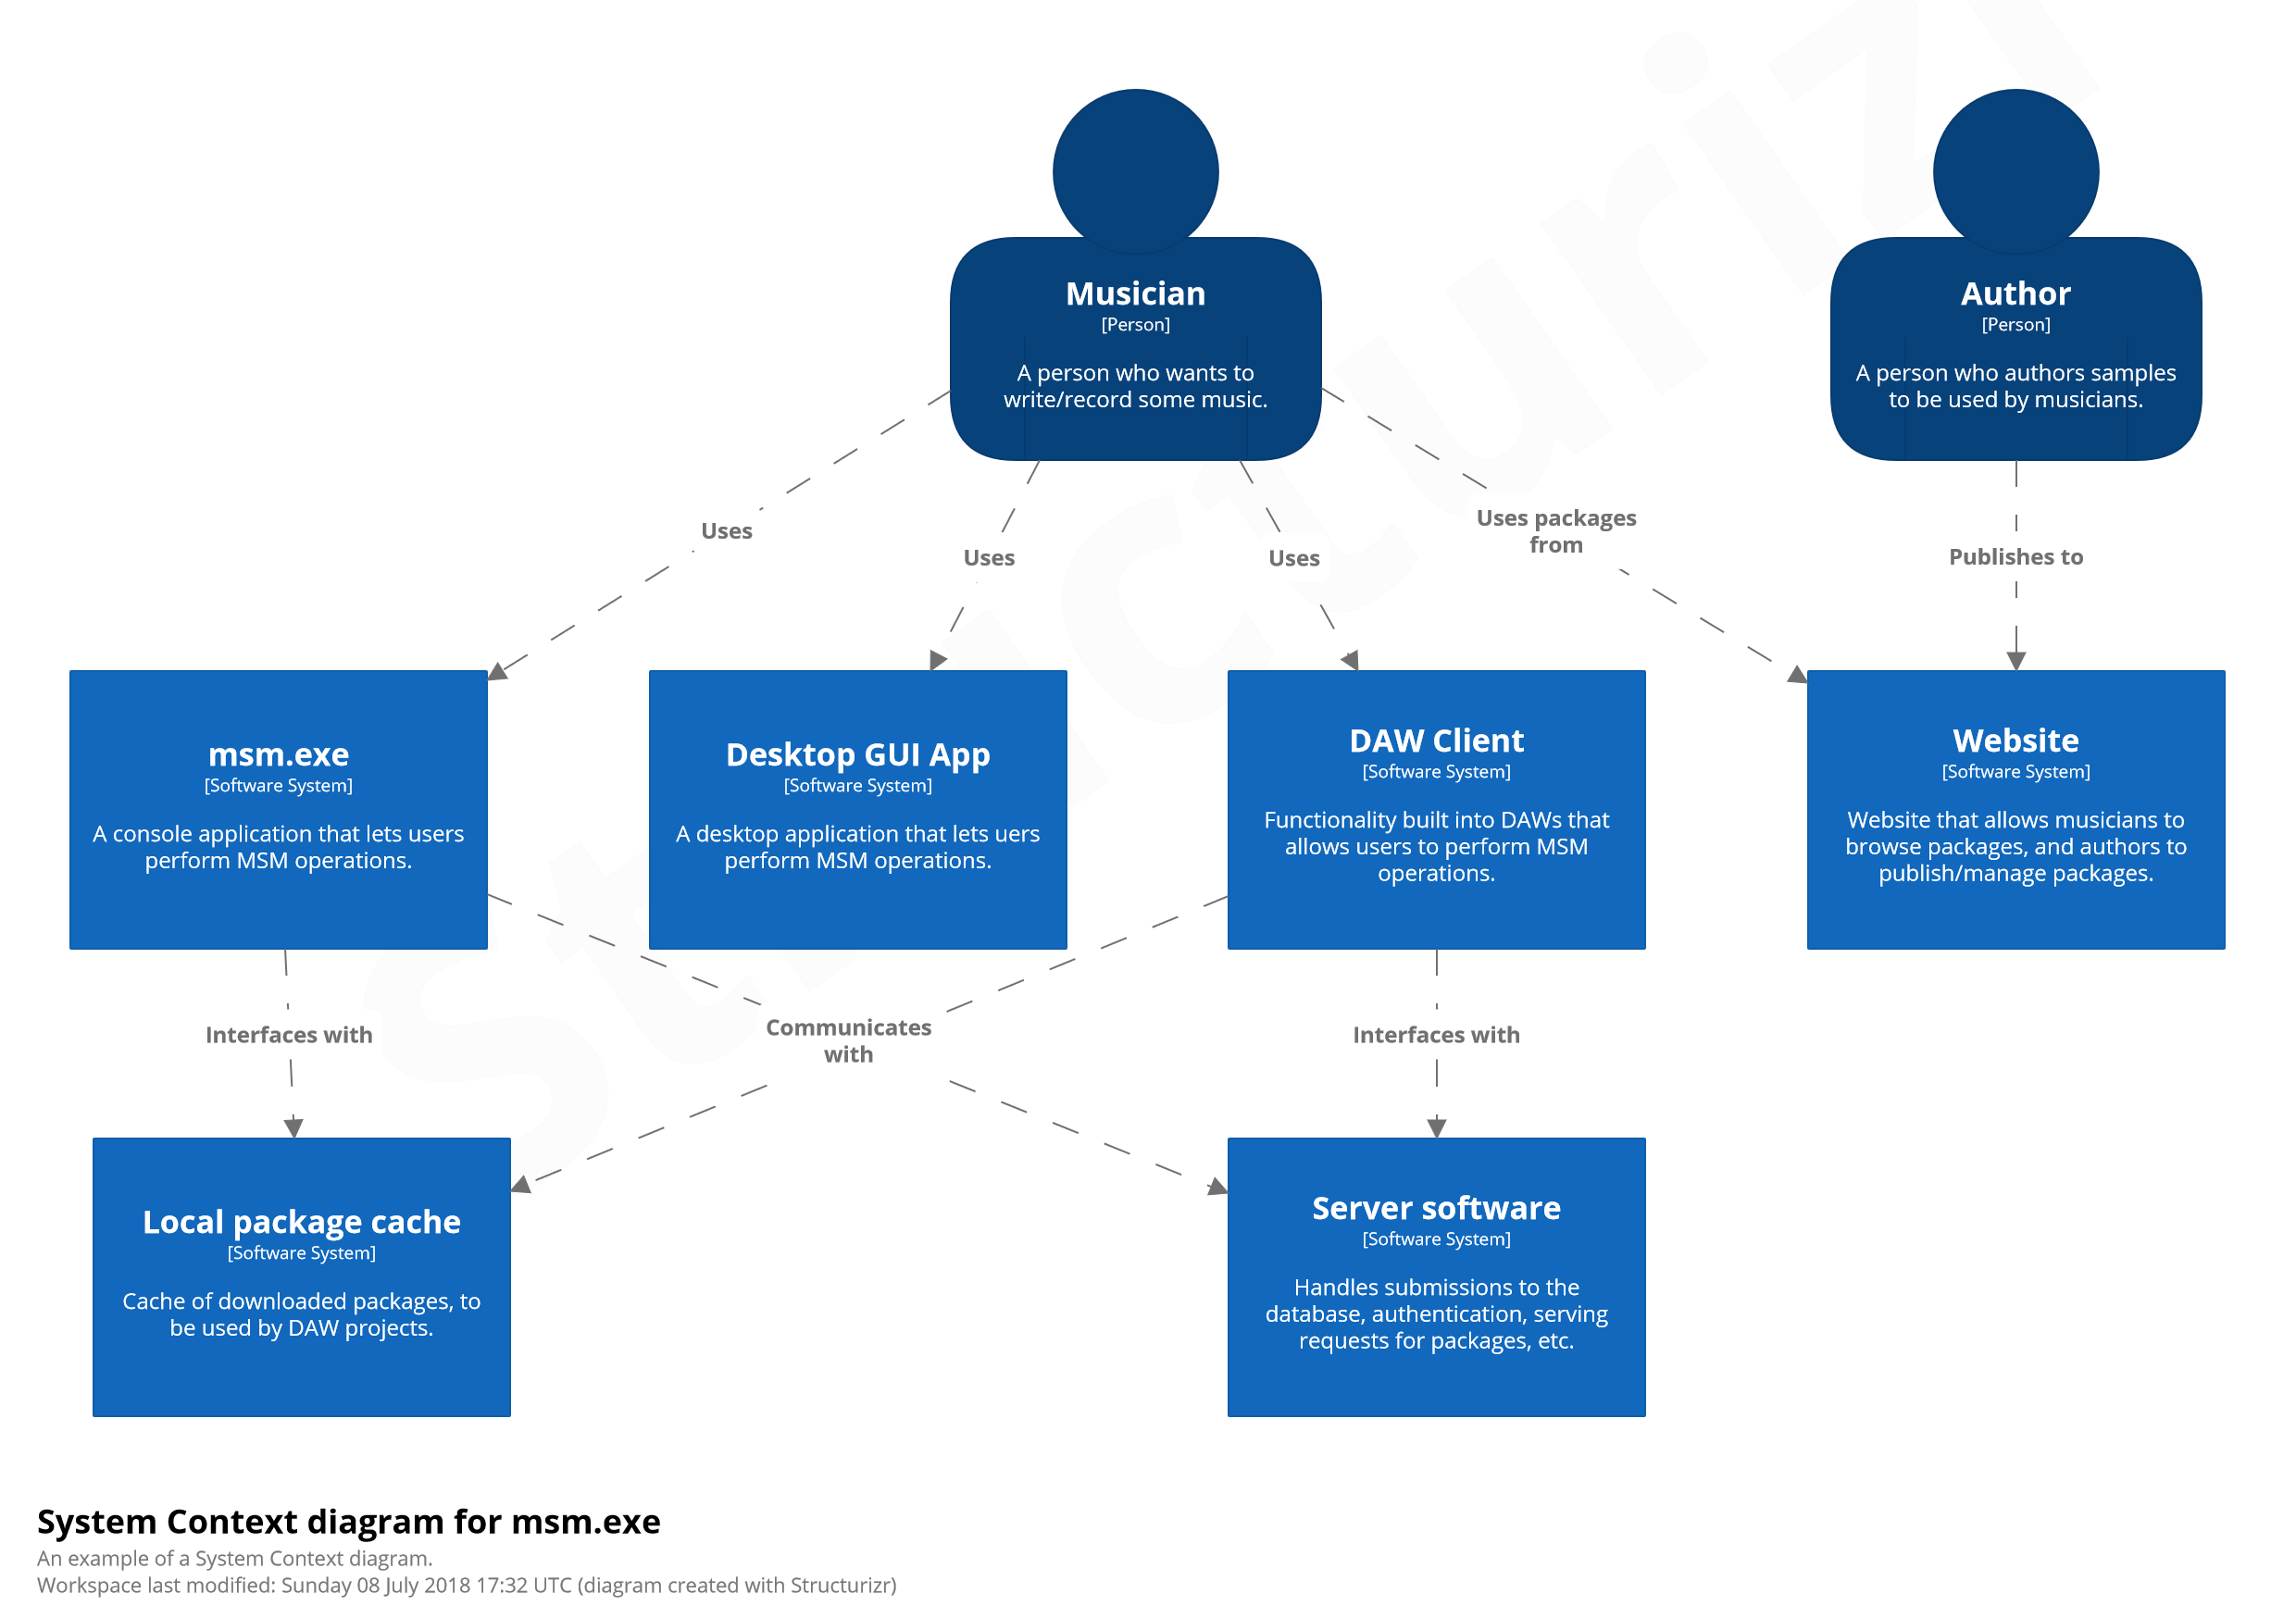 Musician
[Person]
A person who wants to
write/record some music.
Author
[Person]
A person who authors samples
to be used by musicians.
Uses
Uses
Uses
Uses packages
from
Publishes to
msm.exe
[Software System]
A console application that lets users
perform MSM operations.
Desktop GUI App
[Software System]
A desktop application that lets uers
perform MSM operations.
DAW Client
[Software System]
Functionality built into DAWs that
allows users to perform MSM
operations.
Website
[Software System]
Website that allows musicians to
browse packages, and authors to
publish/manage packages.
Interfaces with
Communicates
with
Interfaces with
Local package cache
[Software System]
Cache of downloaded packages, to
be used by DAW projects.
Server software
[Software System]
Handles submissions to the
database, authentication, serving
requests for packages, etc.
System Context diagram for msm.exe
An example of a System Context diagram.
Workspace last modified: Sunday 08 July 2018 17:32 UTC (diagram created with Structurizr)
Structurizr